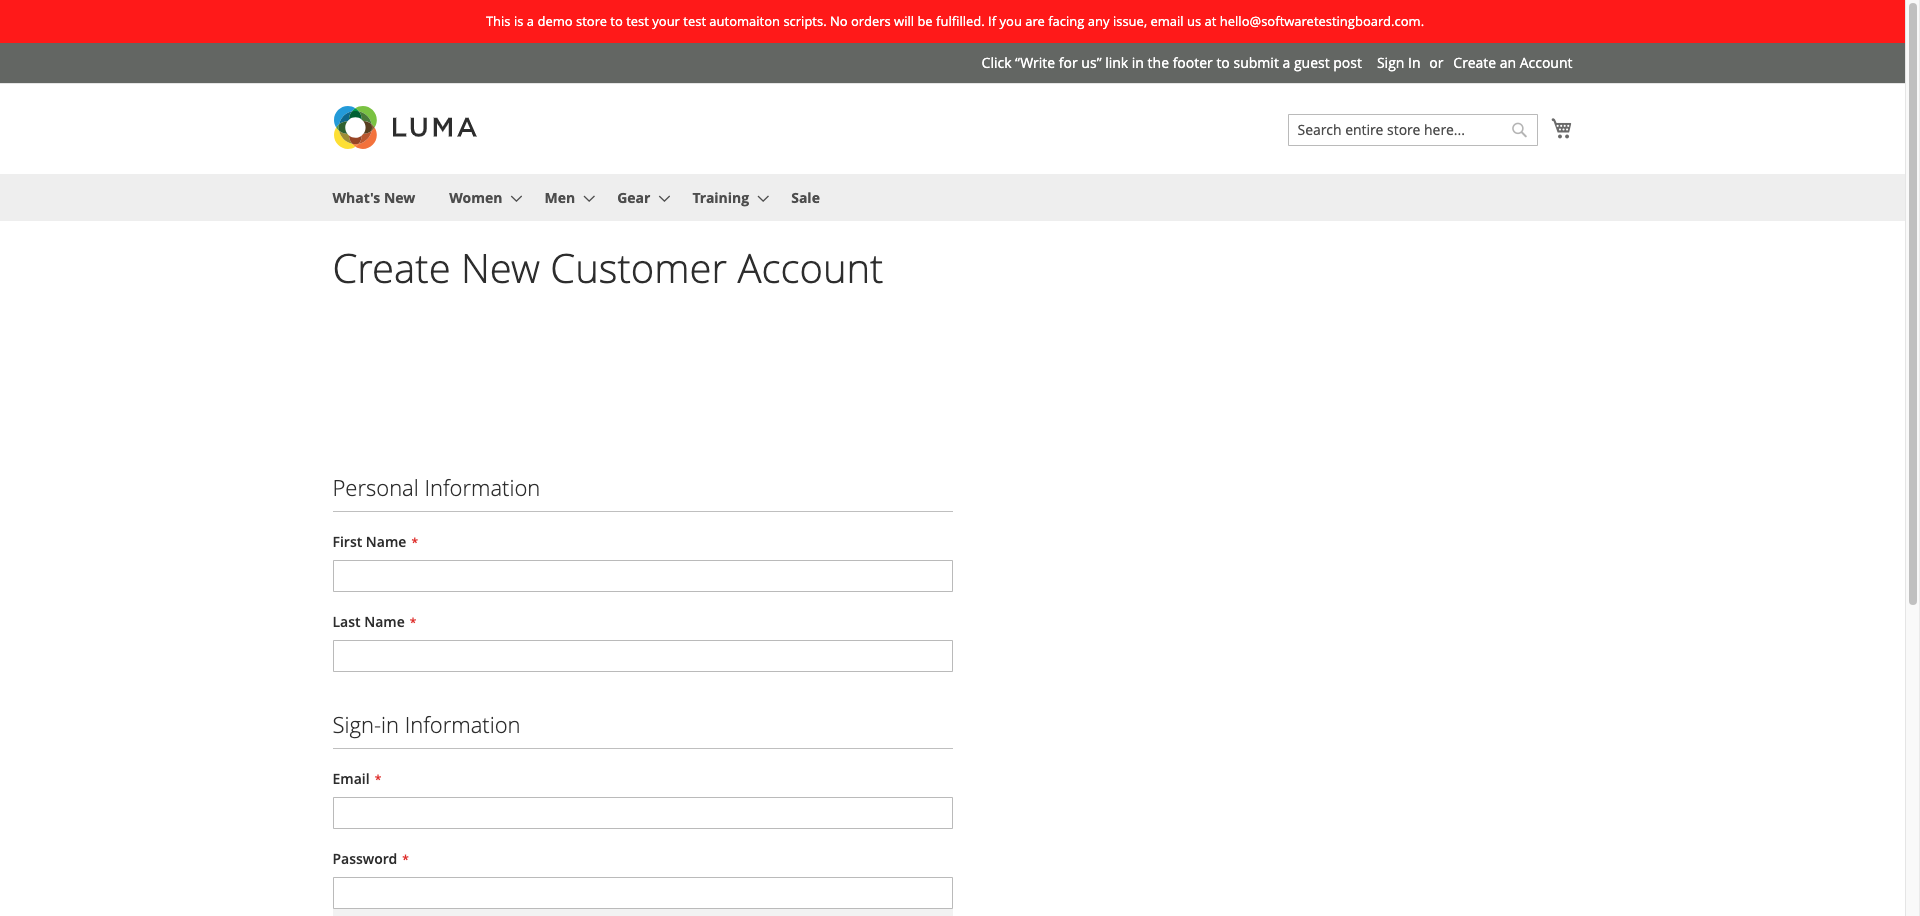 This is a demo store to test your test automaiton scripts. No orders will be fulfilled. If you are facing any issue, email us at hello@softwaretestingboard.com.
Click “Write for us” link in the footer to submit a guest post Sign In or Create an Account
LUMA
Search entire store here...
What's New Women Men Gear Training Sale
Create New Customer Account
Personal Information
First Name *
Last Name *
Sign-in Information
Email *
Password *